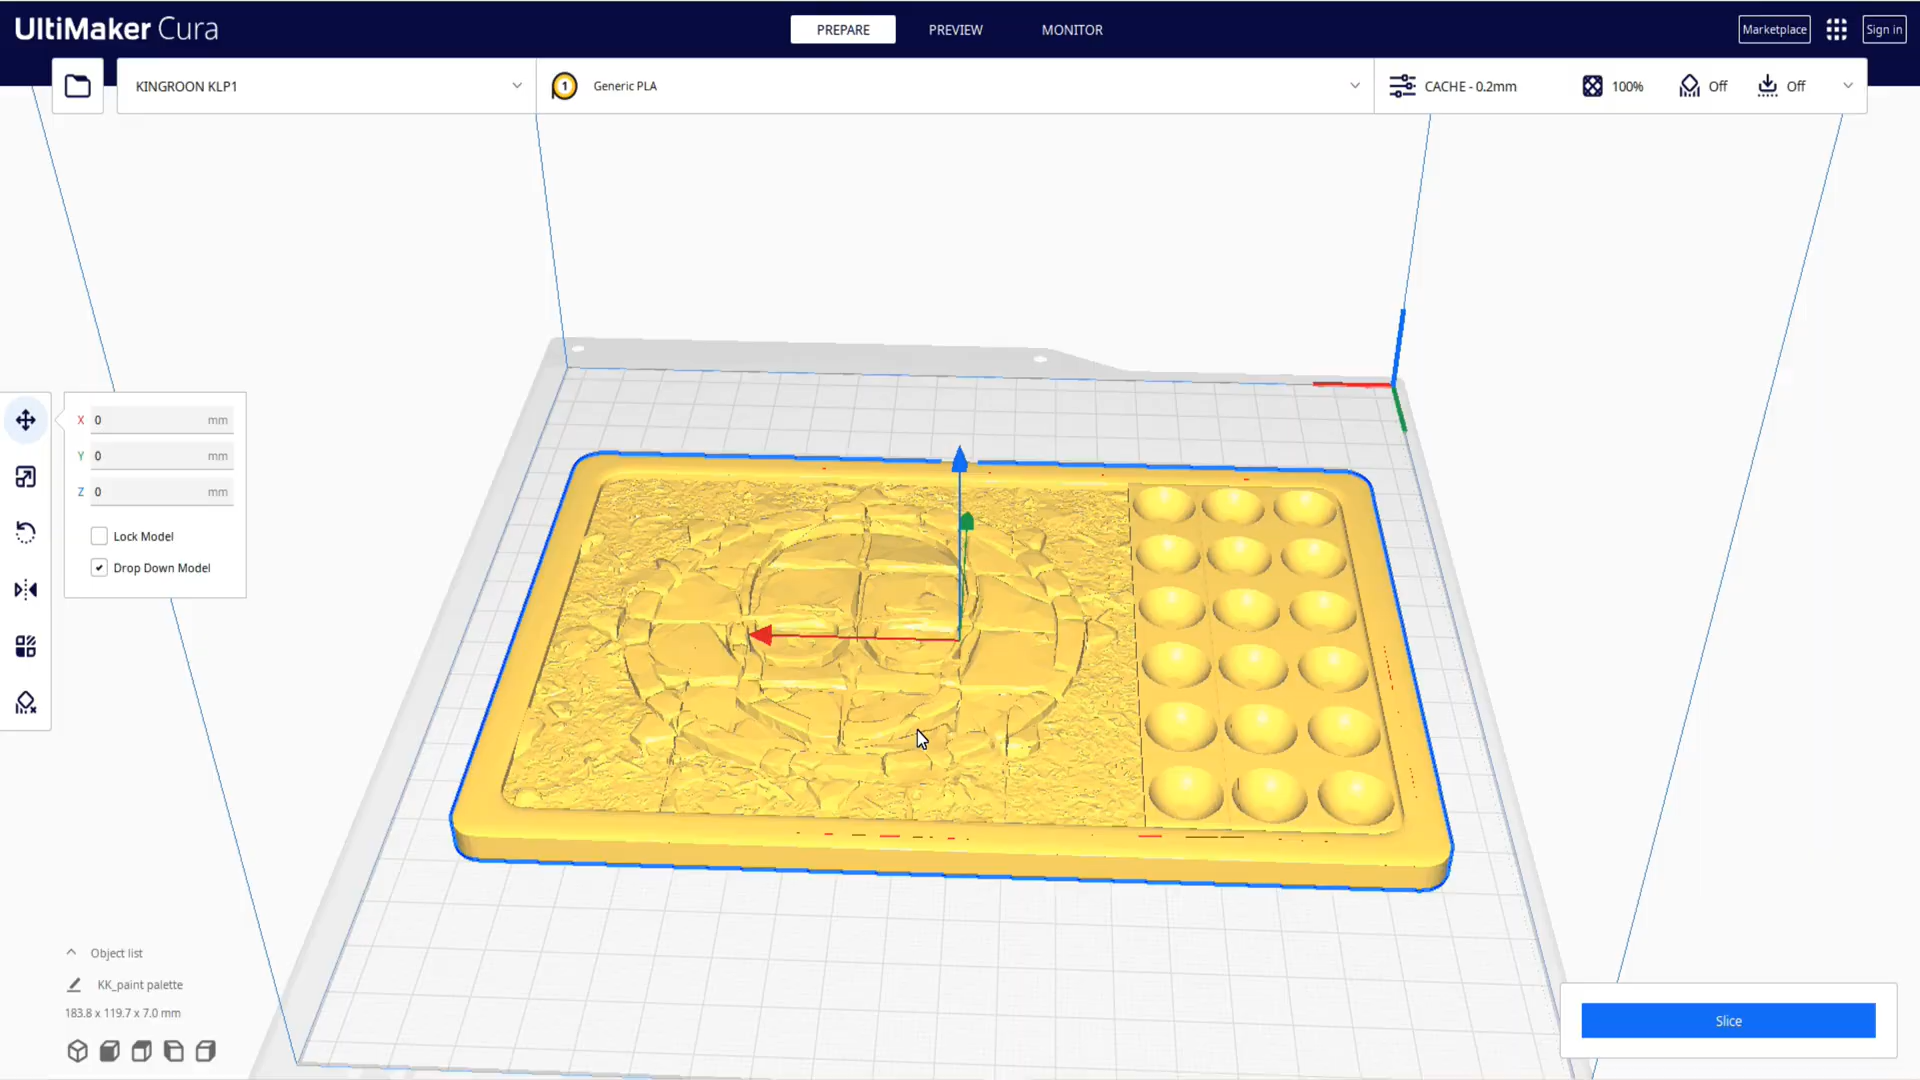 UltiMaker Cura
PREPARE
PREVIEW
MONITOR
Marketplace
Sign in
KINGROON KLP1
1
Generic PLA
CACHE - 0.2mm
100%
Off
Off
X 0 mm
Y 0 mm
Z 0 mm
Lock Model
Drop Down Model
Object list
KK_paint palette
183.8 x 119.7 x 7.0 mm
Slice